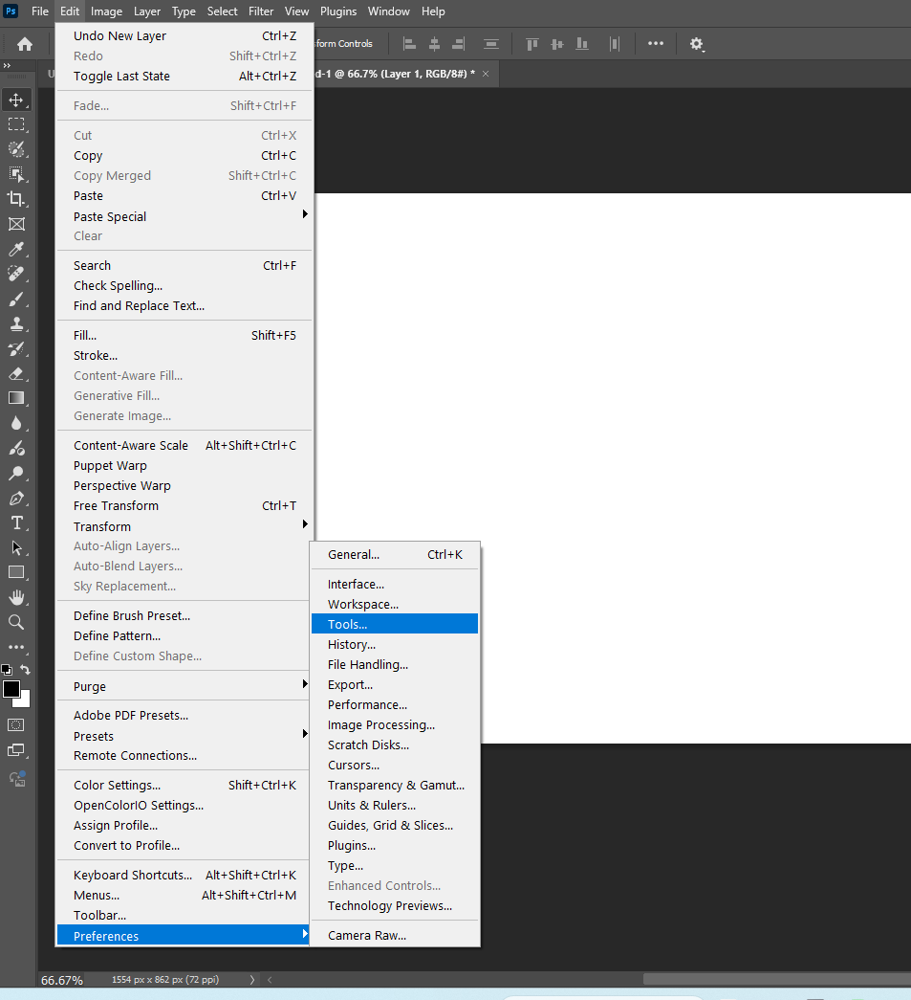 Ps File Edit Image Layer Type Select Filter View Plugins Window Help
Controls
d-1 @ 66.7% (Layer 1, RGB/8#) * ×
Undo New Layer Ctrl+Z
Redo Shift+Ctrl+Z
Toggle Last State Alt+Ctrl+Z
Fade... Shift+Ctrl+F
Cut Ctrl+X
Copy Ctrl+C
Copy Merged Shift+Ctrl+C
Paste Ctrl+V
Paste Special
Clear
Search Ctrl+F
Check Spelling...
Find and Replace Text...
Fill... Shift+F5
Stroke...
Content-Aware Fill...
Generative Fill...
Generate Image...
Content-Aware Scale Alt+Shift+Ctrl+C
Puppet Warp
Perspective Warp
Free Transform Ctrl+T
Transform
Auto-Align Layers...
Auto-Blend Layers...
Sky Replacement...
Define Brush Preset...
Define Pattern...
Define Custom Shape...
Purge
Adobe PDF Presets...
Presets
Remote Connections...
Color Settings... Shift+Ctrl+K
OpenColorIO Settings...
Assign Profile...
Convert to Profile...
Keyboard Shortcuts... Alt+Shift+Ctrl+K
Menus... Alt+Shift+Ctrl+M
Toolbar...
Preferences
General... Ctrl+K
Interface...
Workspace...
Tools...
History...
File Handling...
Export...
Performance...
Image Processing...
Scratch Disks...
Cursors...
Transparency & Gamut...
Units & Rulers...
Guides, Grid & Slices...
Plugins...
Type...
Enhanced Controls...
Technology Previews...
Camera Raw...
66.67% 1554 px x 862 px (72 ppi)